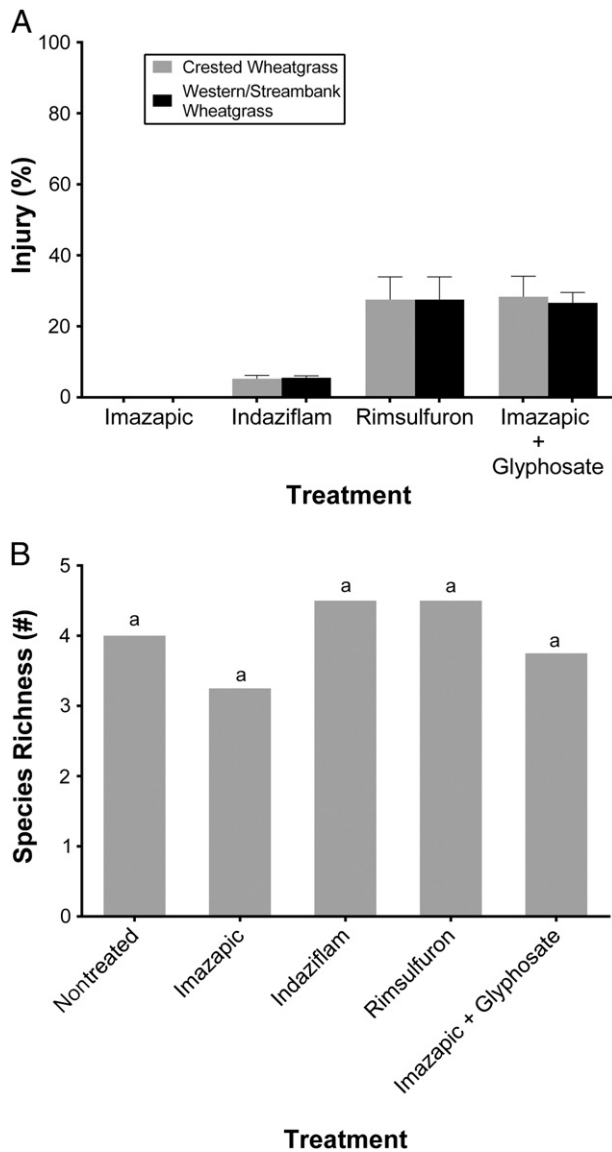 A
100
80
60
40
20
0
Injury (%)
Crested Wheatgrass
Western/Streambank
Wheatgrass
Imazapic
Indaziflam
Rimsulfuron
Imazapic
+
Glyphosate
Treatment
B
5
4
3
2
1
0
Species Richness (#)
a
a
a
a
a
Nontreated
Imazapic
Indaziflam
Rimsulfuron
Imazapic + Glyphosate
Treatment